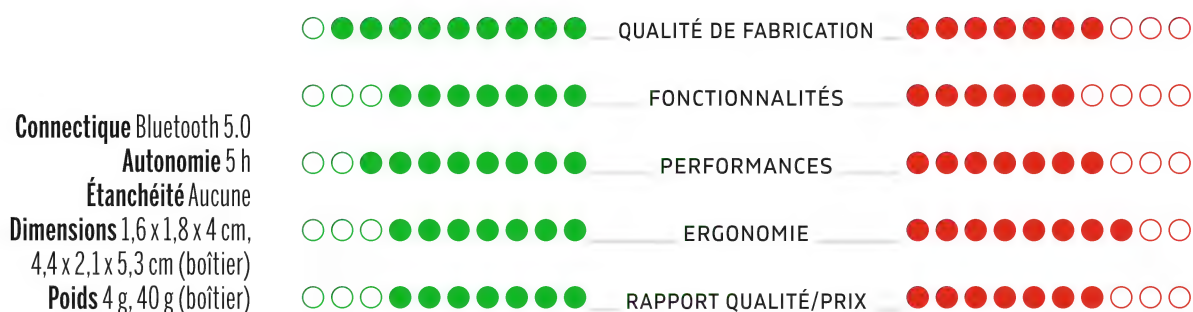 QUALITÉ DE FABRICATION
FONCTIONNALITÉS
Connectique Bluetooth 5.0
Autonomie 5 h
Étanchéité Aucune
Dimensions 1,6 x 1,8 x 4 cm,
4,4 x 2,1 x 5,3 cm (boîtier)
Poids 4 g, 40 g (boîtier)
PERFORMANCES
ERGONOMIE
RAPPORT QUALITÉ/PRIX